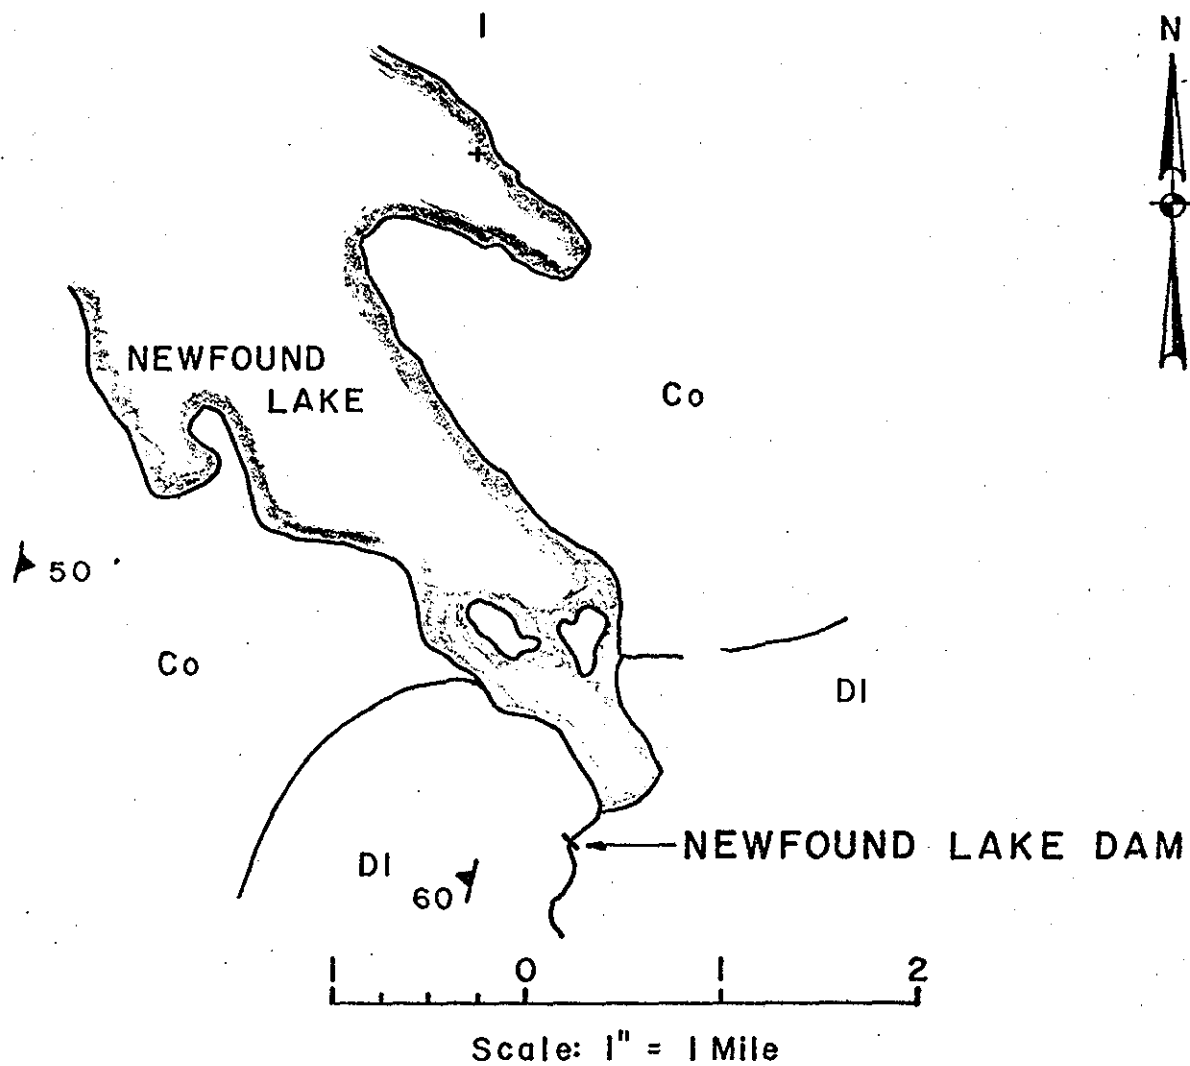 I
N
NEWFOUND
LAKE
Co
50
Co
DI
DI
60
NEWFOUND LAKE DAM
1 0 1 2
Scale: 1" = 1 Mile